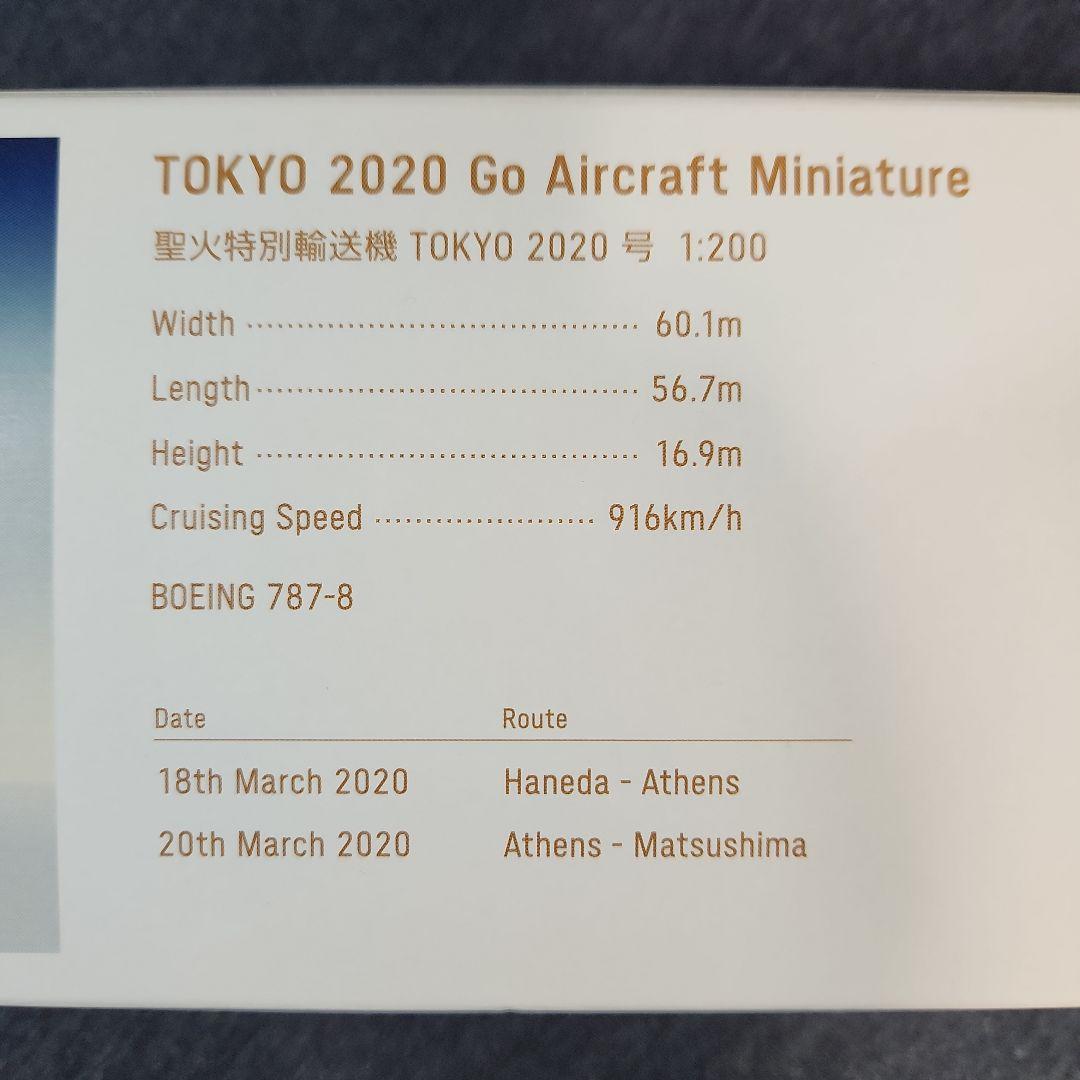 TOKYO 2020 Go Aircraft Miniature
聖火特別輸送機 TOKYO 2020 号 1:200
Width ........................................ 60.1m
Length ....................................... 56.7m
Height ....................................... 16.9m
Cruising Speed ...................... 916km/h
BOEING 787-8
Date Route
18th March 2020 Haneda - Athens
20th March 2020 Athens - Matsushima